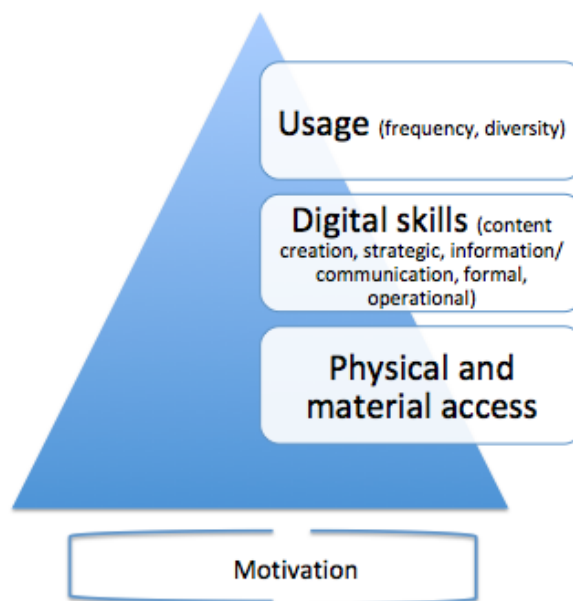 Usage (frequency, diversity)
Digital skills (content
creation, strategic, information/
communication, formal,
operational)
Physical and
material access
Motivation